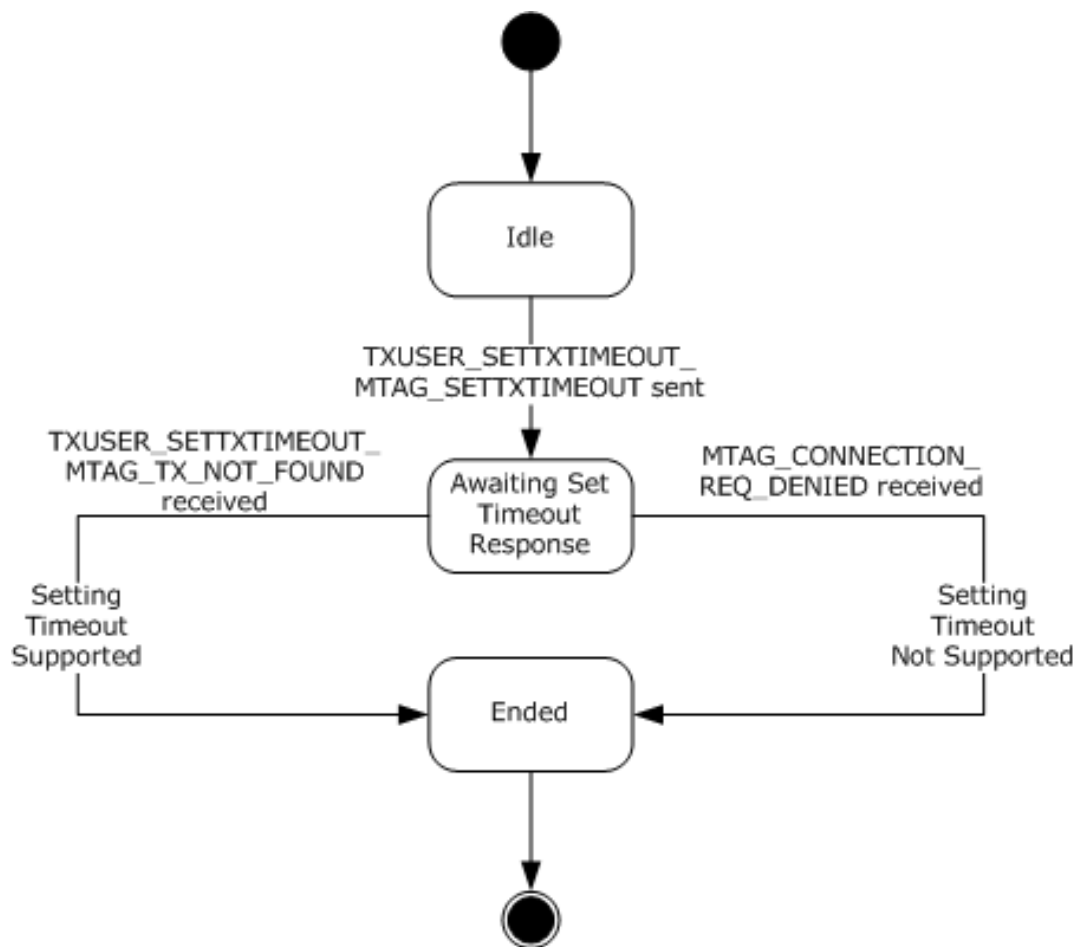 Idle
TXUSER_SETTXTIMEOUT_
MTAG_SETTXTIMEOUT sent
TXUSER_SETTXTIMEOUT_
MTAG_TX_NOT_FOUND
received
Awaiting Set
Timeout
Response
MTAG_CONNECTION_
REQ_DENIED received
Setting
Timeout
Supported
Setting
Timeout
Not Supported
Ended